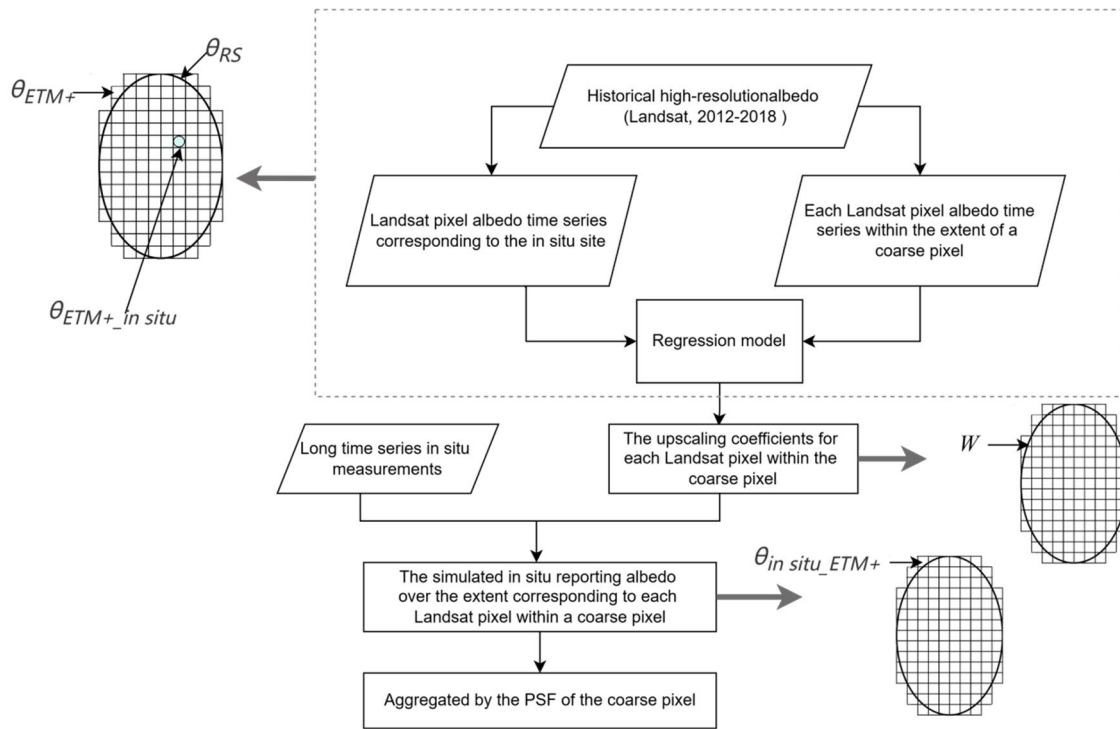 θRS
θETM+
Historical high-resolutionalbedo
(Landsat, 2012-2018 )
Landsat pixel albedo time series
corresponding to the in situ site
Each Landsat pixel albedo time
series within the extent of a
coarse pixel
θETM+_in situ
Regression model
Long time series in situ
measurements
The upscaling coefficients for
each Landsat pixel within the
coarse pixel
W
The simulated in situ reporting albedo
over the extent corresponding to each
Landsat pixel within a coarse pixel
θin situ_ETM+
Aggregated by the PSF of the coarse pixel